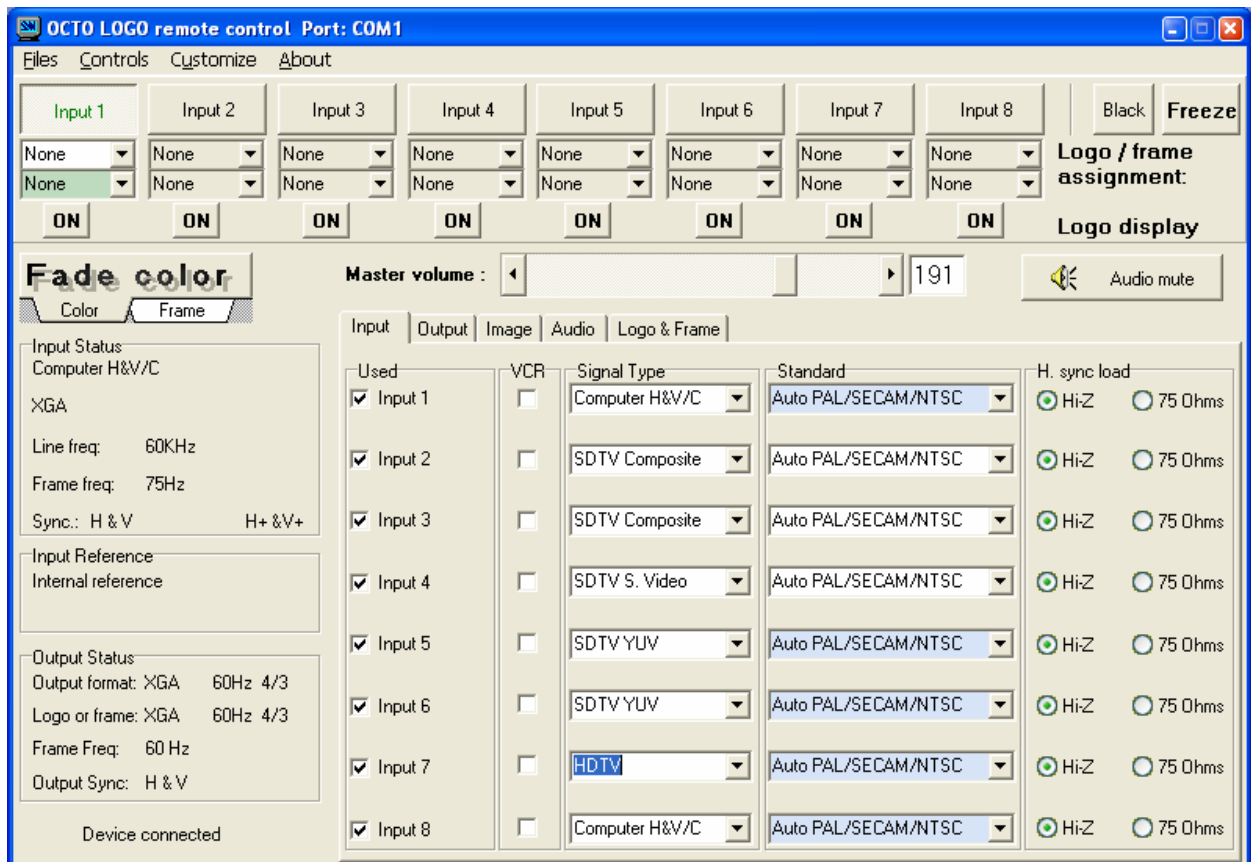 OCTO LOGO remote control Port: COM1
Files Controls Customize About
Input 1 Input 2 Input 3 Input 4 Input 5 Input 6 Input 7 Input 8 Black Freeze
None None None None None None None None Logo / frame
None None None None None None None None assignment:
ON ON ON ON ON ON ON ON Logo display
Fade color Master volume : 191 Audio mute
Color Frame
Input Output Image Audio Logo & Frame
Input Status
Computer H&V/C
XGA
Line freq: 60KHz
Frame freq: 75Hz
Sync.: H & V H+ &V+
Input Reference
Internal reference
Output Status
Output format: XGA 60Hz 4/3
Logo or frame: XGA 60Hz 4/3
Frame Freq: 60 Hz
Output Sync: H & V
Device connected
Used VCR Signal Type Standard H. sync load
Input 1 Computer H&V/C Auto PAL/SECAM/NTSC Hi-Z 75 Ohms
Input 2 SDTV Composite Auto PAL/SECAM/NTSC Hi-Z 75 Ohms
Input 3 SDTV Composite Auto PAL/SECAM/NTSC Hi-Z 75 Ohms
Input 4 SDTV S. Video Auto PAL/SECAM/NTSC Hi-Z 75 Ohms
Input 5 SDTV YUV Auto PAL/SECAM/NTSC Hi-Z 75 Ohms
Input 6 SDTV YUV Auto PAL/SECAM/NTSC Hi-Z 75 Ohms
Input 7 HDTV Auto PAL/SECAM/NTSC Hi-Z 75 Ohms
Input 8 Computer H&V/C Auto PAL/SECAM/NTSC Hi-Z 75 Ohms